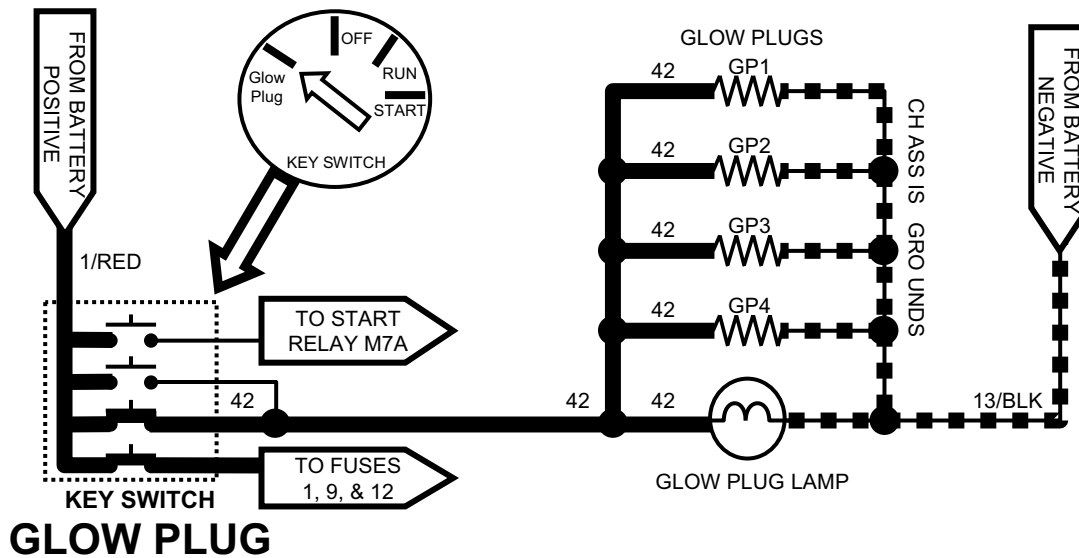 FROM BATTERY
POSITIVE
OFF
Glow
Plug
RUN
START
KEY SWITCH
GLOW PLUGS
42
GP1
42
GP2
42
GP3
42
GP4
CH ASS IS GRO UNDS
FROM BATTERY
NEGATIVE
1/RED
TO START
RELAY M7A
42
42
42
13/BLK
TO FUSES
1, 9, & 12
GLOW PLUG LAMP
KEY SWITCH
GLOW PLUG